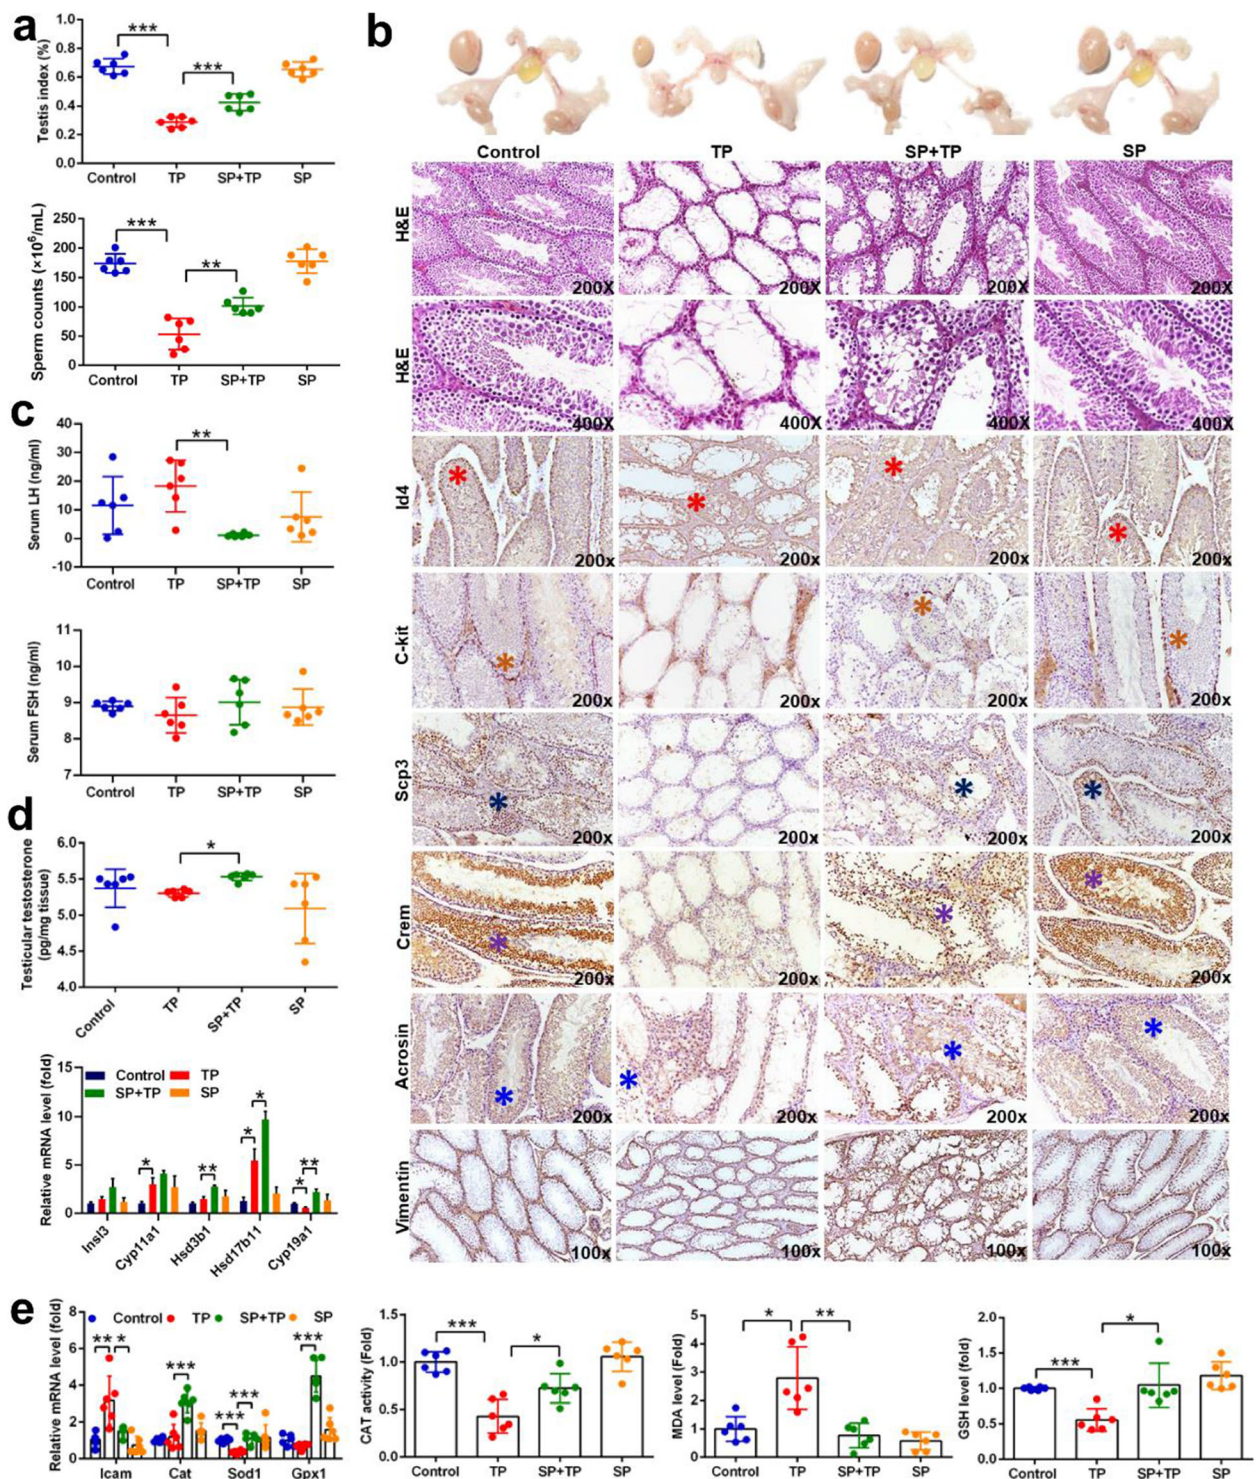 a
Testis index (%)
1.0
0.8
0.6
0.4
0.2
0.0
***
***
Control TP SP+TP SP
Sperm counts (×10⁶/mL)
250
200
150
100
50
0
***
**
Control TP SP+TP SP
b
Control TP SP+TP SP
H&E
200X 200X 200X 200X
H&E
400X 400X 400X 400X
Id4
200x 200x 200x 200x
C-kit
200x 200x 200x 200x
Scp3
200x 200x 200x 200x
Crem
200x 200x 200x 200x
Acrosin
200x 200x 200x 200x
Vimentin
100x 100x 100x 100x
c
Serum LH (ng/ml)
40
30
20
10
0
-10
**
Control TP SP+TP SP
Serum FSH (ng/ml)
11
10
9
8
7
Control TP SP+TP SP
d
Testicular testosterone
(pg/mg tissue)
6.0
5.5
5.0
4.5
4.0
*
Control TP SP+TP SP
Relative mRNA level (fold)
15
10
5
0
Control TP
SP+TP SP
* ** * * * **
Insl3 Cyp11a1 Hsd3b1 Hsd17b11 Cyp19a1
e
Relative mRNA level (fold)
8
6
4
2
0
Control TP SP+TP SP
** * *** *** *** ***
Icam Cat Sod1 Gpx1
CAT activity (Fold)
1.5
1.0
0.5
0.0
*** *
Control TP SP+TP SP
MDA level (Fold)
5
4
3
2
1
0
* **
Control TP SP+TP SP
GSH level (Fold)
2.0
1.5
1.0
0.5
0.0
*** *
Control TP SP+TP SP